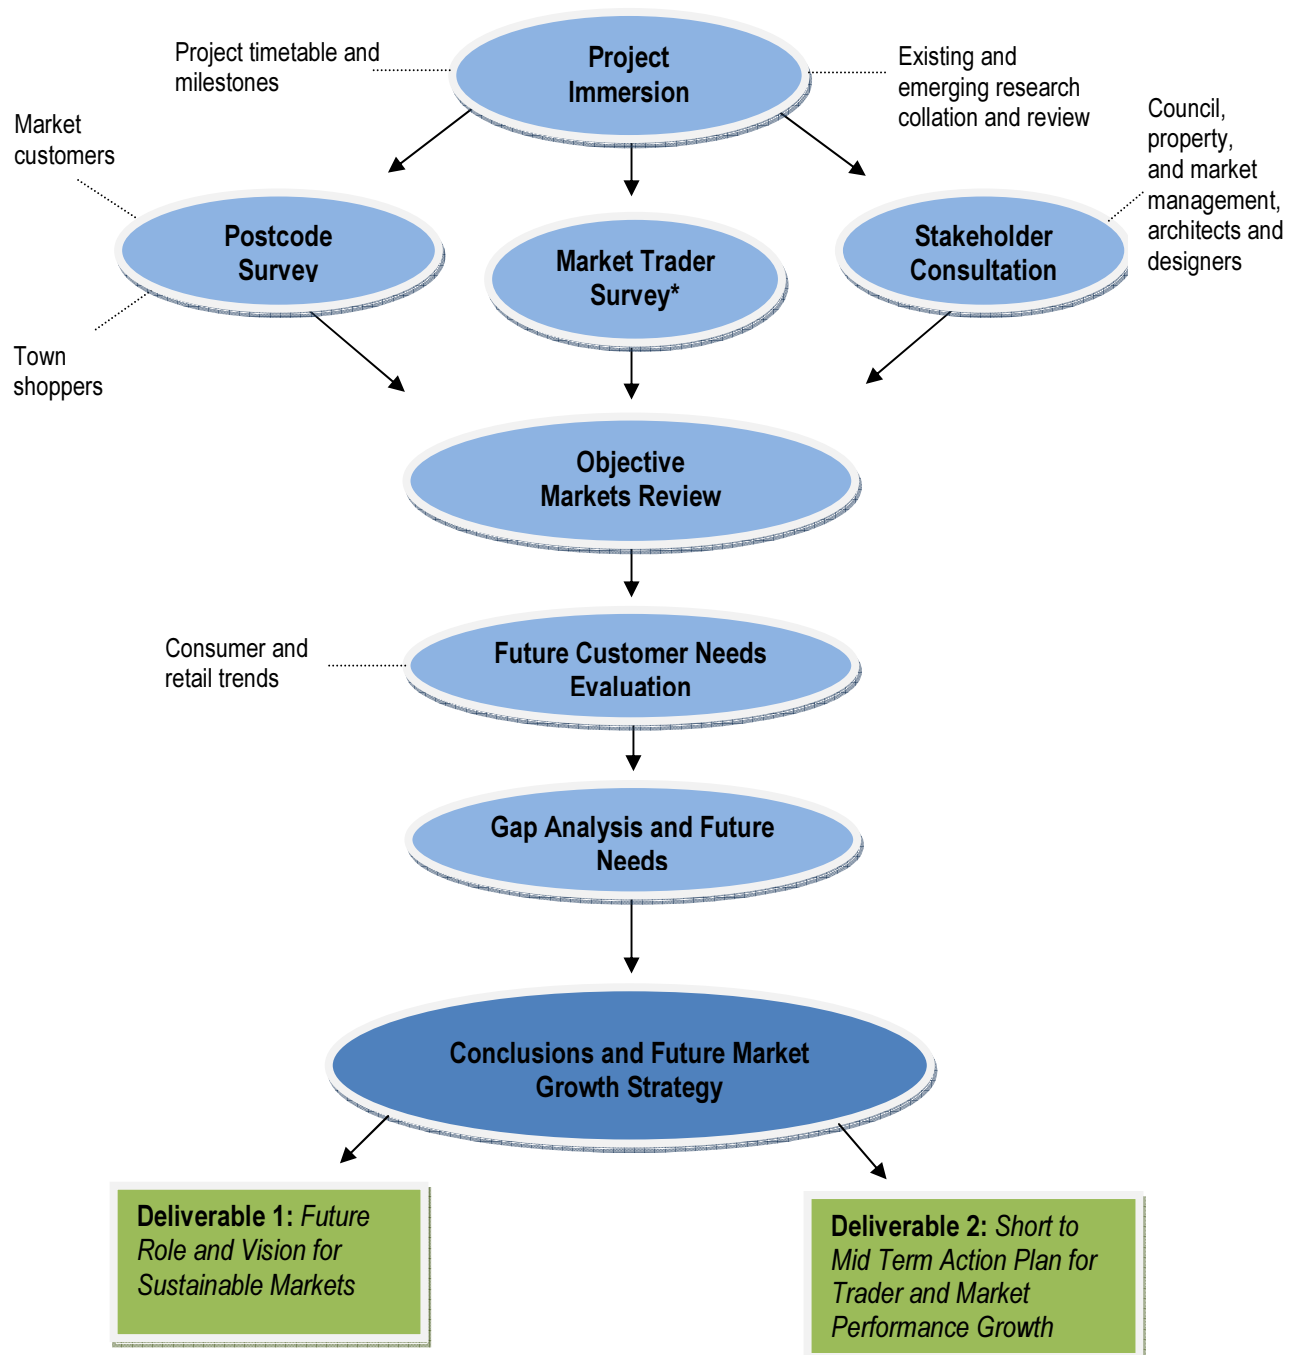 Project timetable and
milestones
Project
Immersion
Existing and
emerging research
collation and review
Market
customers
Council,
property,
and market
management,
architects and
designers
Postcode
Survey
Market Trader
Survey*
Stakeholder
Consultation
Town
shoppers
Objective
Markets Review
Consumer and
retail trends
Future Customer Needs
Evaluation
Gap Analysis and Future
Needs
Conclusions and Future Market
Growth Strategy
Deliverable 1: Future
Role and Vision for
Sustainable Markets
Deliverable 2: Short to
Mid Term Action Plan for
Trader and Market
Performance Growth